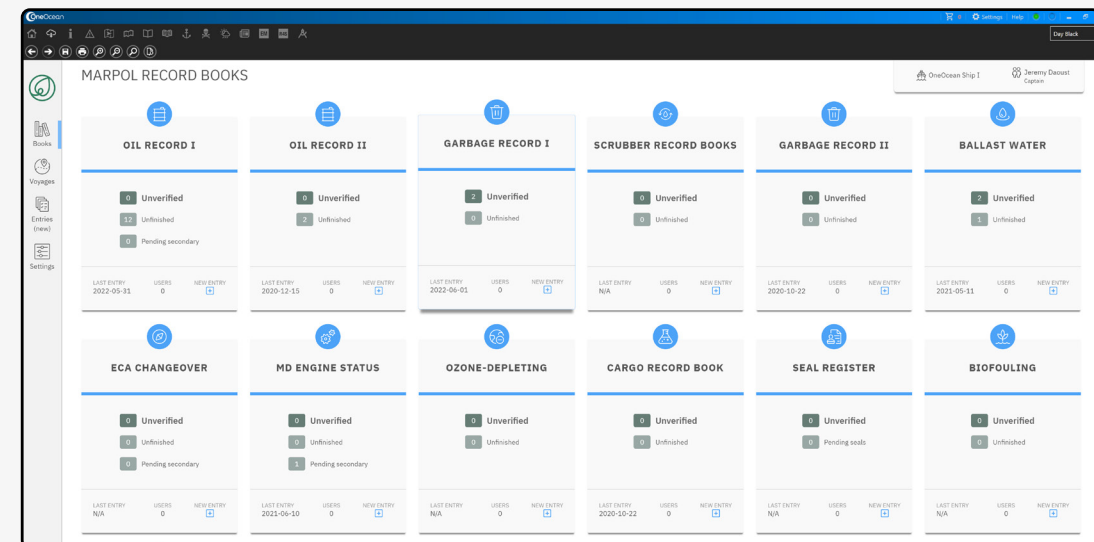 OneOcean
0 Settings Help
Day Black
MARPOL RECORD BOOKS
OneOcean Ship I Jeremy Daoust
Captain
Books
Voyages
Entries
(new)
Settings
OIL RECORD I
0 Unverified
12 Unfinished
0 Pending secondary
LAST ENTRY USERS NEW ENTRY
2022-05-31 0
OIL RECORD II
0 Unverified
2 Unfinished
LAST ENTRY USERS NEW ENTRY
2020-12-15 0
GARBAGE RECORD I
2 Unverified
0 Unfinished
LAST ENTRY USERS NEW ENTRY
2022-06-01 0
SCRUBBER RECORD BOOKS
0 Unverified
0 Unfinished
LAST ENTRY USERS NEW ENTRY
N/A 0
GARBAGE RECORD II
0 Unverified
0 Unfinished
LAST ENTRY USERS NEW ENTRY
2020-10-22 0
BALLAST WATER
2 Unverified
1 Unfinished
LAST ENTRY USERS NEW ENTRY
2021-05-11 0
ECA CHANGEOVER
0 Unverified
0 Unfinished
0 Pending secondary
LAST ENTRY USERS NEW ENTRY
N/A 0
MD ENGINE STATUS
0 Unverified
0 Unfinished
1 Pending secondary
LAST ENTRY USERS NEW ENTRY
2021-06-10 0
OZONE-DEPLETING
0 Unverified
0 Unfinished
LAST ENTRY USERS NEW ENTRY
N/A 0
CARGO RECORD BOOK
0 Unverified
0 Unfinished
LAST ENTRY USERS NEW ENTRY
2020-10-22 0
SEAL REGISTER
0 Unverified
0 Pending seals
LAST ENTRY USERS NEW ENTRY
N/A 0
BIOFOULING
0 Unverified
0 Unfinished
LAST ENTRY USERS NEW ENTRY
N/A 0